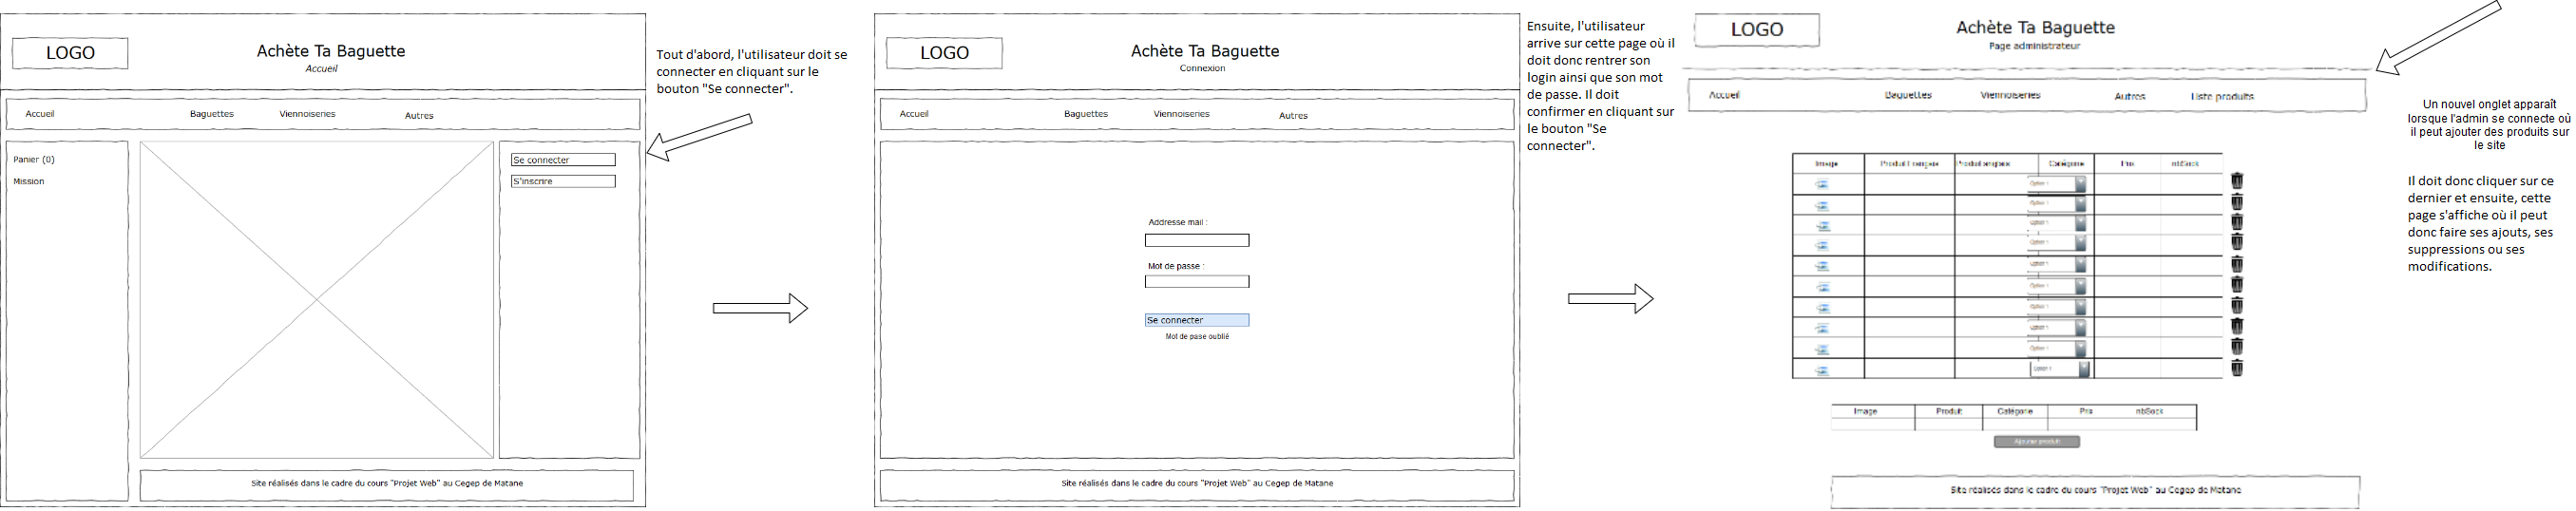 LOGO
Achète Ta Baguette
Accueil
Accueil
Baguettes
Viennoiseries
Autres
Panier (0)
Mission
Se connecter
S'inscrire
Site réalisés dans le cadre du cours "Projet Web" au Cegep de Matane
Tout d'abord, l'utilisateur doit se
connecter en cliquant sur le
bouton "Se connecter".
LOGO
Achète Ta Baguette
Connexion
Accueil
Baguettes
Viennoiseries
Autres
Addresse mail :
Mot de passe :
Se connecter
Mot de pase oublié
Site réalisés dans le cadre du cours "Projet Web" au Cegep de Matane
Ensuite, l'utilisateur
arrive sur cette page où il
doit donc rentrer son
login ainsi que son mot
de passe. Il doit
confirmer en cliquant sur
le bouton "Se
connecter".
LOGO
Achète Ta Baguette
Page administrateur
Accueil
Baguettes
Viennoiseries
Autres
Liste produits
Image
Produit Français
Produit anglais
Catégorie
Prix
nbSock
Option 1
Option 1
Option 1
Option 1
Option 1
Option 1
Option 1
Option 1
Option 1
Option 1
Image
Produit
Catégorie
Prix
nbSock
Ajouter produit
Site réalisés dans le cadre du cours "Projet Web" au Cegep de Matane
Un nouvel onglet apparaît
lorsque l'admin se connecte où
il peut ajouter des produits sur
le site
Il doit donc cliquer sur ce
dernier et ensuite, cette
page s'affiche où il peut
donc faire ses ajouts, ses
suppressions ou ses
modifications.